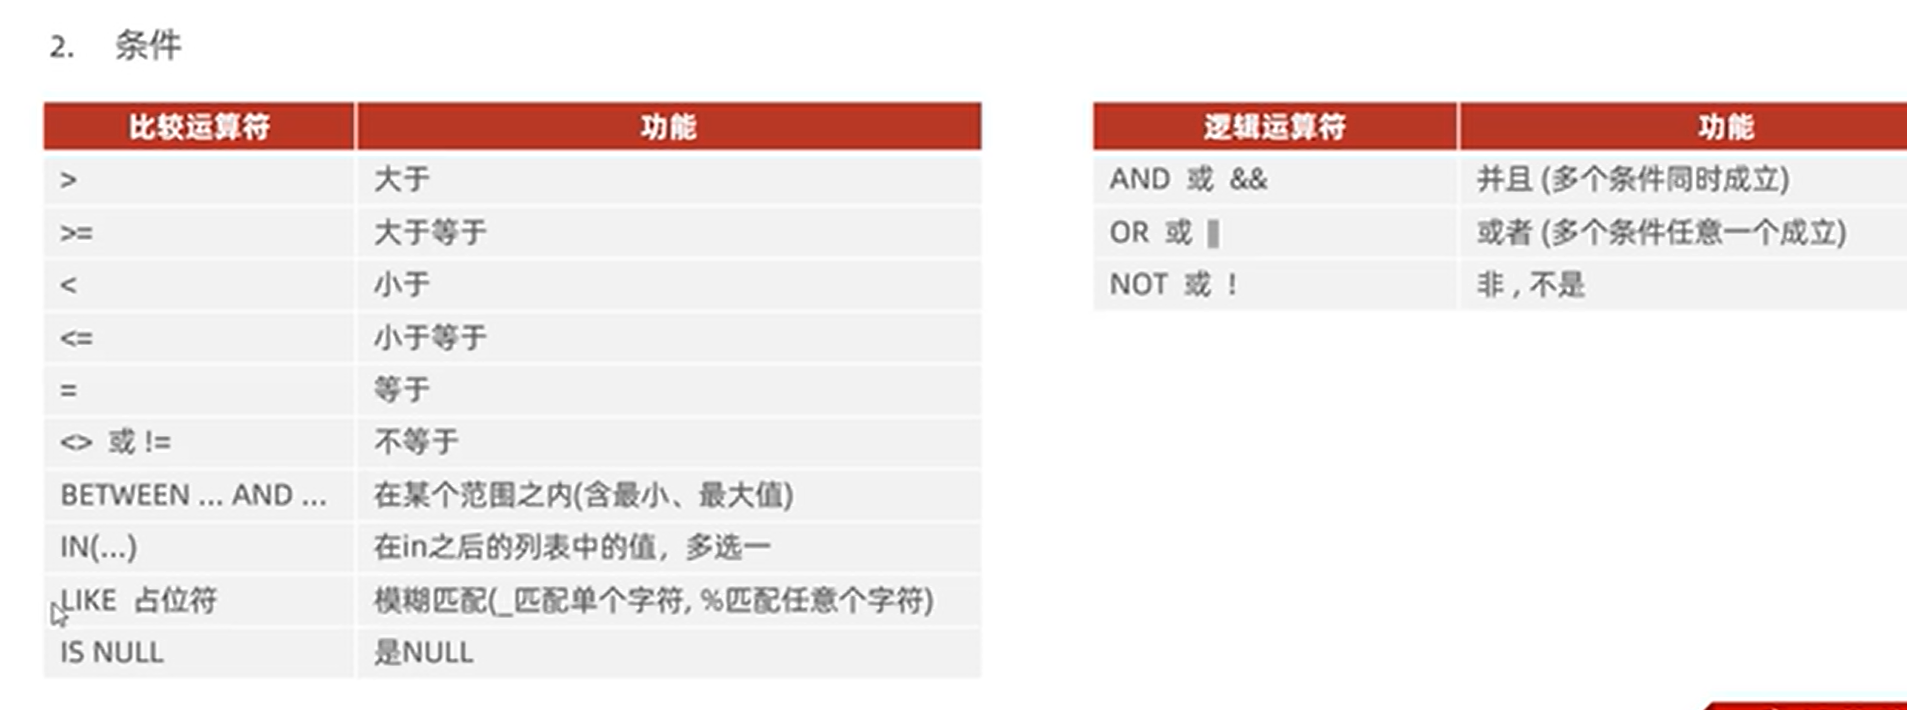 2. 条件
比较运算符 功能
> 大于
>= 大于等于
< 小于
<= 小于等于
= 等于
<> 或 != 不等于
BETWEEN ... AND ... 在某个范围之内(含最小、最大值)
IN(...) 在in之后的列表中的值，多选一
LIKE 占位符 模糊匹配(_匹配单个字符, %匹配任意个字符)
IS NULL 是NULL
逻辑运算符 功能
AND 或 && 并且 (多个条件同时成立)
OR 或 || 或者 (多个条件任意一个成立)
NOT 或 ! 非 , 不是